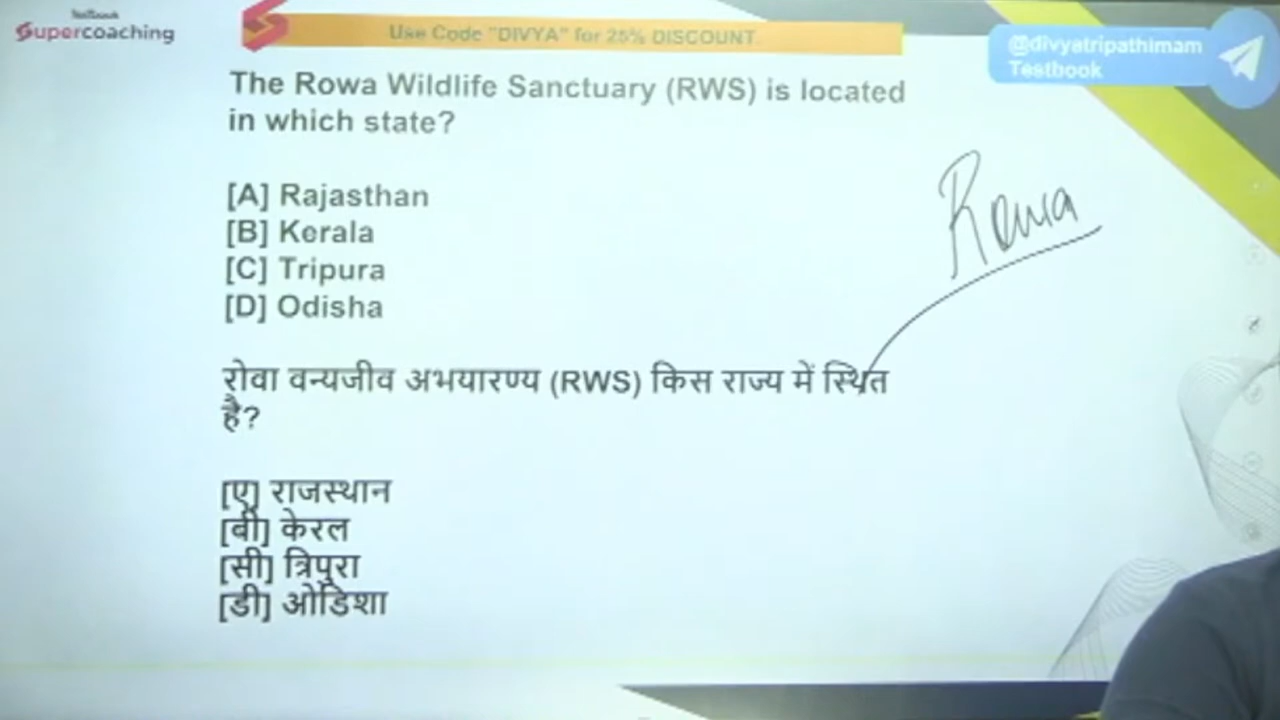 Testbook
Supercoaching
Use Code "DIVYA" for 25% DISCOUNT.
@divyatripathimam
Testbook
The Rowa Wildlife Sanctuary (RWS) is located
in which state?
[A] Rajasthan
[B] Kerala
[C] Tripura
[D] Odisha
Rowa
रोवा वन्यजीव अभयारण्य (RWS) किस राज्य में स्थित
है?
[ए] राजस्थान
[बी] केरल
[सी] त्रिपुरा
[डी] ओडिशा